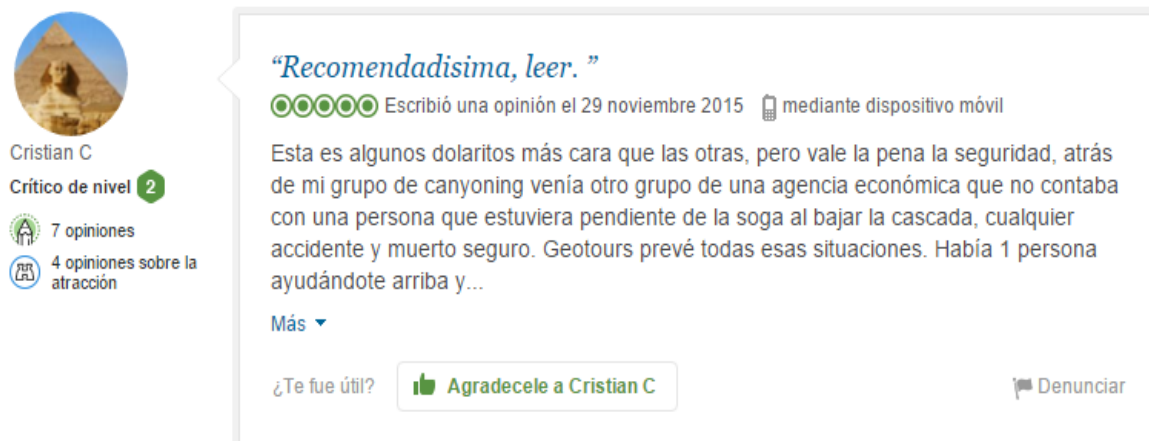 Cristian C
Crítico de nivel 2
7 opiniones
4 opiniones sobre la
atracción
“Recomendadisima, leer. ”
Escribió una opinión el 29 noviembre 2015 mediante dispositivo móvil
Esta es algunos dolaritos más cara que las otras, pero vale la pena la seguridad, atrás
de mi grupo de canyoning venía otro grupo de una agencia económica que no contaba
con una persona que estuviera pendiente de la soga al bajar la cascada, cualquier
accidente y muerto seguro. Geotours prevé todas esas situaciones. Había 1 persona
ayudándote arriba y...
Más
¿Te fue útil? Agradecele a Cristian C Denunciar